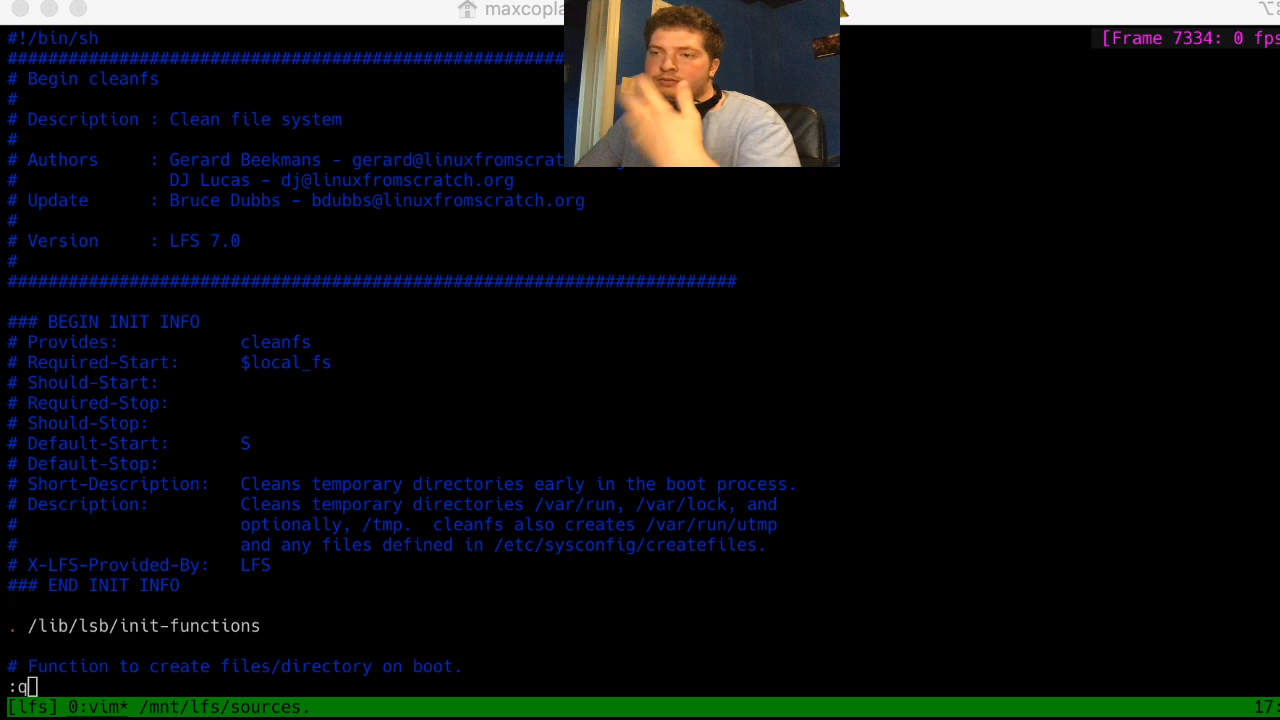 maxcopla
#!/bin/sh
[Frame 7334: 0 fps
#######################################################
# Begin cleanfs
#
# Description : Clean file system
#
# Authors     : Gerard Beekmans - gerard@linuxfromscrat
#               DJ Lucas - dj@linuxfromscratch.org
# Update      : Bruce Dubbs - bdubbs@linuxfromscratch.org
#
# Version     : LFS 7.0
#
########################################################################

### BEGIN INIT INFO
# Provides:            cleanfs
# Required-Start:      $local_fs
# Should-Start:
# Required-Stop:
# Should-Stop:
# Default-Start:       S
# Default-Stop:
# Short-Description:   Cleans temporary directories early in the boot process.
# Description:         Cleans temporary directories /var/run, /var/lock, and
#                      optionally, /tmp.  cleanfs also creates /var/run/utmp
#                      and any files defined in /etc/sysconfig/createfiles.
# X-LFS-Provided-By:   LFS
### END INIT INFO

. /lib/lsb/init-functions

# Function to create files/directory on boot.
:q
[lfs] 0:vim* /mnt/lfs/sources. 17: